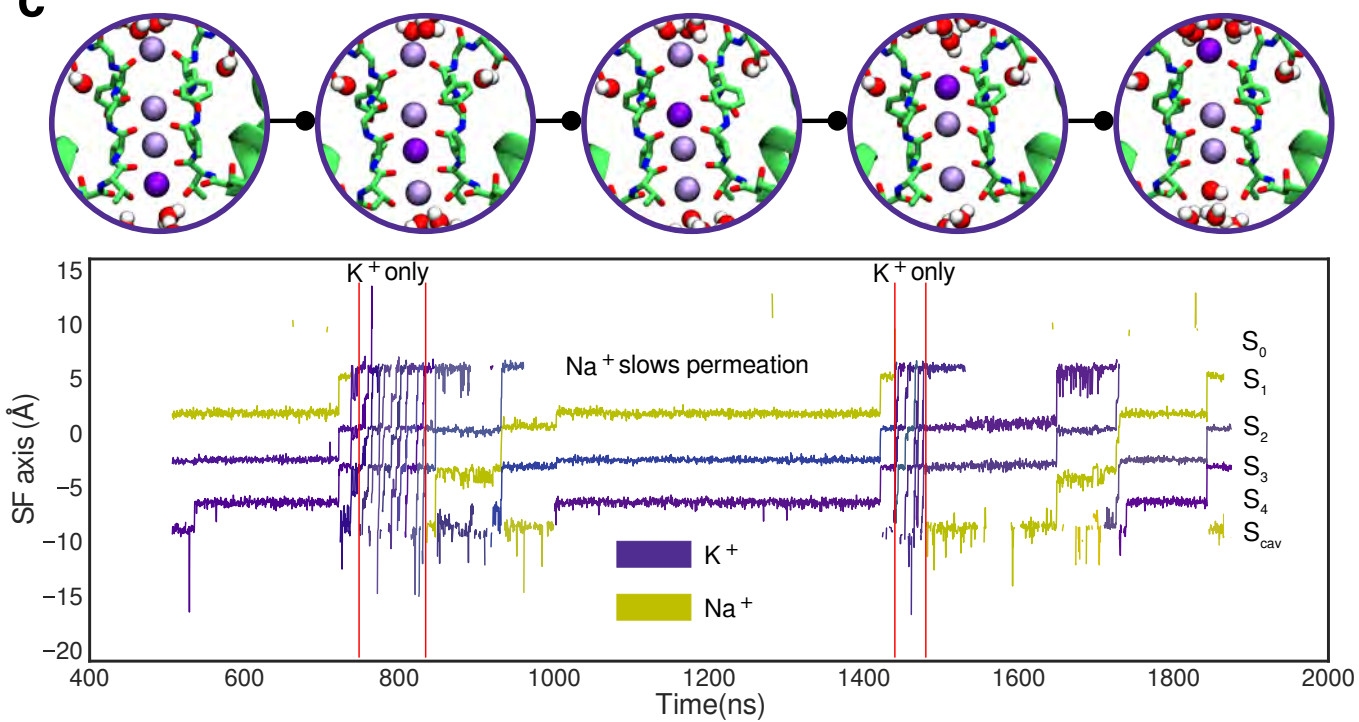 C
K⁺ only K⁺ only
Na⁺ slows permeation
K⁺
Na⁺
S₀
S₁
S₂
S₃
S₄
S_cav
SF axis (Å)
15
10
5
0
−5
−10
−15
−20
400 600 800 1000 1200 1400 1600 1800 2000
Time(ns)